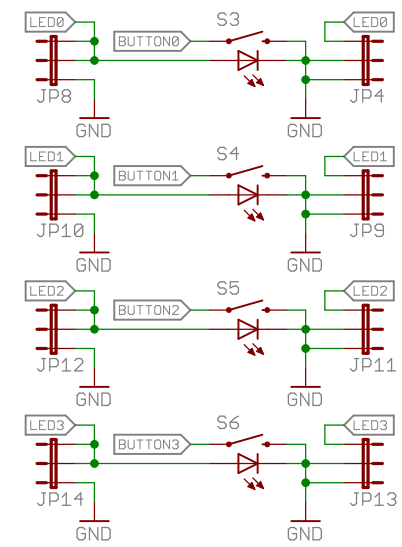 S3
LED0 BUTTON0 LED0
JP8 JP4
GND GND
S4
LED1 BUTTON1 LED1
JP10 JP9
GND GND
S5
LED2 BUTTON2 LED2
JP12 JP11
GND GND
S6
LED3 BUTTON3 LED3
JP14 JP13
GND GND